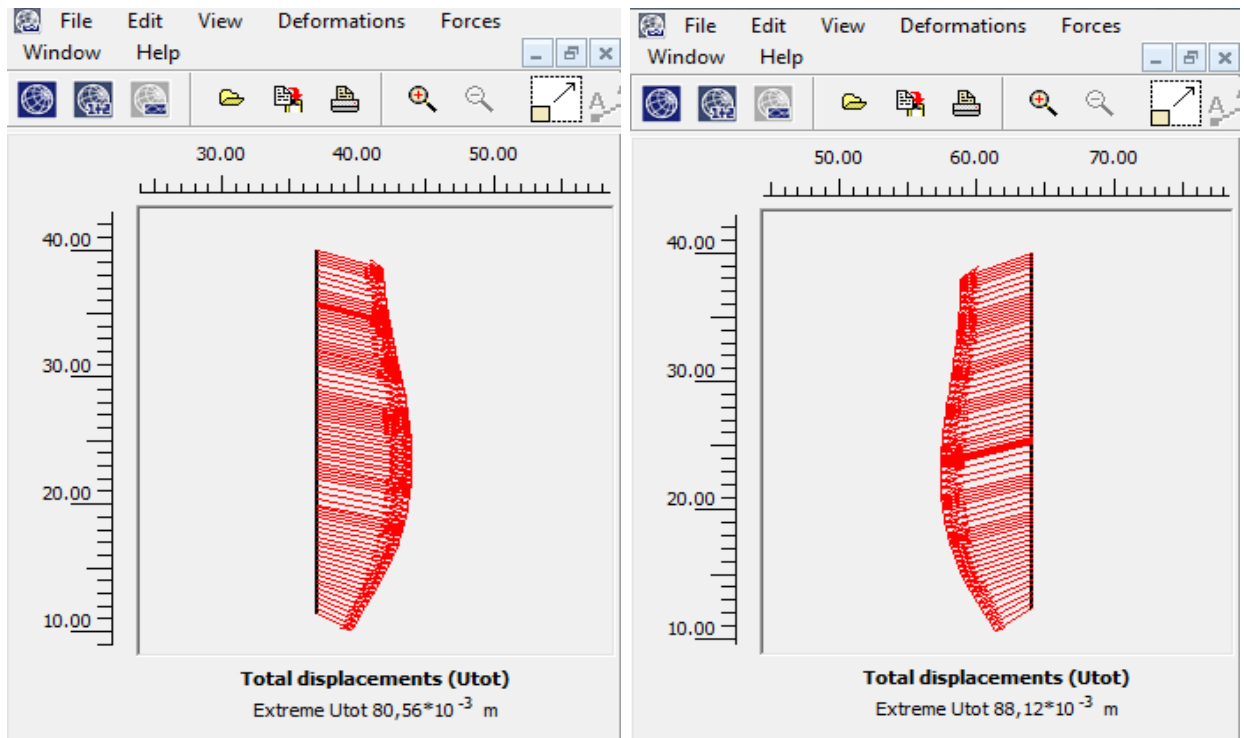 File Edit View Deformations Forces
Window Help
30.00 40.00 50.00
40.00
30.00
20.00
10.00
Total displacements (Utot)
Extreme Utot 80,56*10 -3 m
File Edit View Deformations Forces
Window Help
50.00 60.00 70.00
40.00
30.00
20.00
10.00
Total displacements (Utot)
Extreme Utot 88,12*10 -3 m